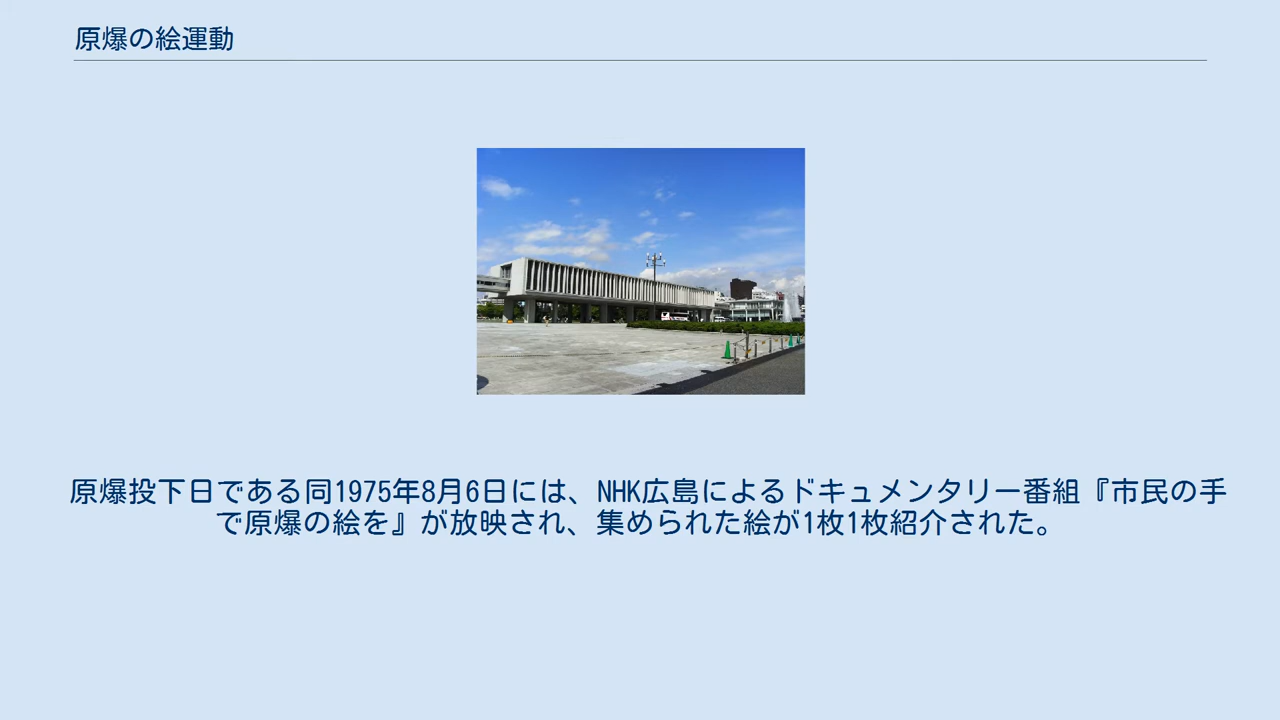 原爆の絵運動
原爆投下日である同1975年8月6日には、NHK広島によるドキュメンタリー番組『市民の手
で原爆の絵を』が放映され、集められた絵が1枚1枚紹介された。